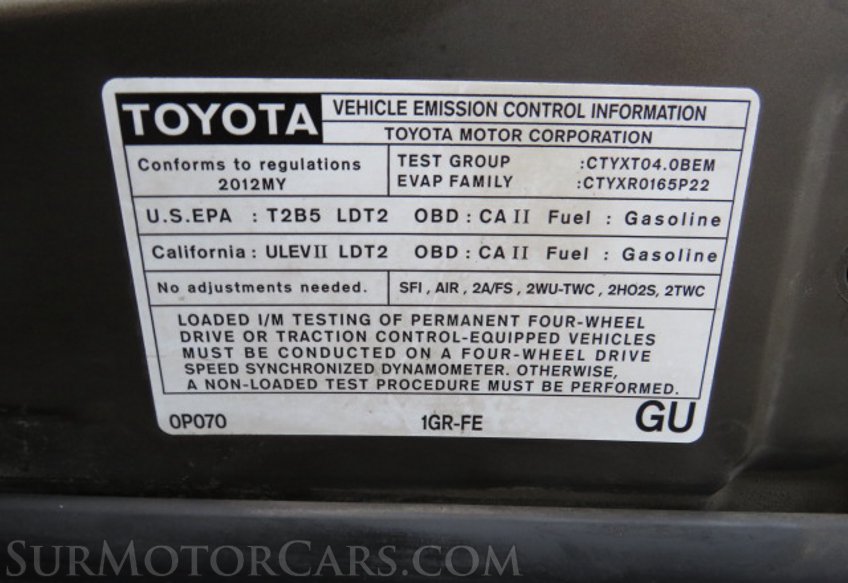 TOYOTA
VEHICLE EMISSION CONTROL INFORMATION
TOYOTA MOTOR CORPORATION
Conforms to regulations
2012MY
TEST GROUP :CTYXT04.0BEM
EVAP FAMILY :CTYXR0165P22
U.S.EPA : T2B5 LDT2 OBD : CA II Fuel : Gasoline
California : ULEV II LDT2 OBD : CA II Fuel : Gasoline
No adjustments needed.
SFI , AIR , 2A/FS , 2WU-TWC , 2HO2S, 2TWC
LOADED I/M TESTING OF PERMANENT FOUR-WHEEL
DRIVE OR TRACTION CONTROL-EQUIPPED VEHICLES
MUST BE CONDUCTED ON A FOUR-WHEEL DRIVE
SPEED SYNCHRONIZED DYNAMOMETER. OTHERWISE,
A NON-LOADED TEST PROCEDURE MUST BE PERFORMED.
0P070 1GR-FE GU
SURMOTORCARS.COM